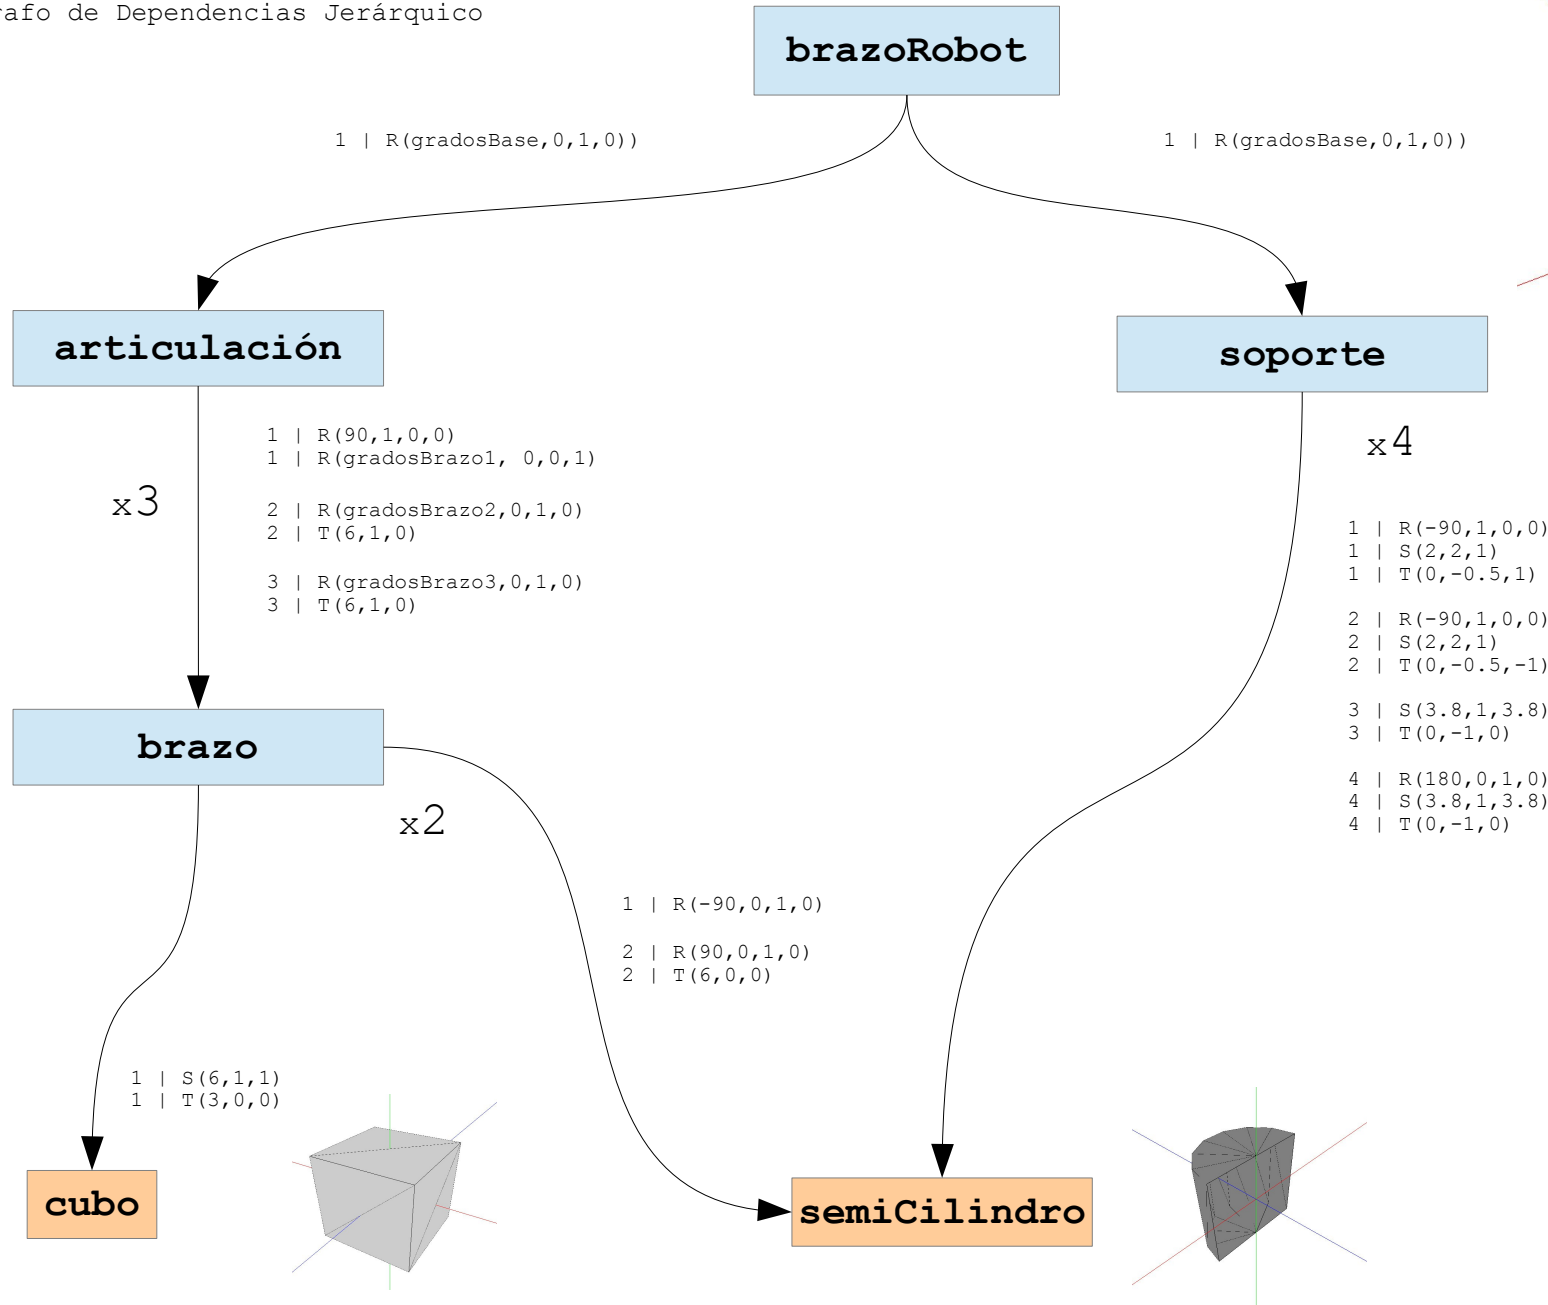 rafo de Dependencias Jerárquico
brazoRobot
1 | R(gradosBase,0,1,0))
1 | R(gradosBase,0,1,0))
articulación
soporte
x3
1 | R(90,1,0,0)
1 | R(gradosBrazo1, 0,0,1)
2 | R(gradosBrazo2,0,1,0)
2 | T(6,1,0)
3 | R(gradosBrazo3,0,1,0)
3 | T(6,1,0)
x4
1 | R(-90,1,0,0)
1 | S(2,2,1)
1 | T(0,-0.5,1)
2 | R(-90,1,0,0)
2 | S(2,2,1)
2 | T(0,-0.5,-1)
3 | S(3.8,1,3.8)
3 | T(0,-1,0)
4 | R(180,0,1,0)
4 | S(3.8,1,3.8)
4 | T(0,-1,0)
brazo
x2
1 | R(-90,0,1,0)
2 | R(90,0,1,0)
2 | T(6,0,0)
1 | S(6,1,1)
1 | T(3,0,0)
cubo
semiCilindro